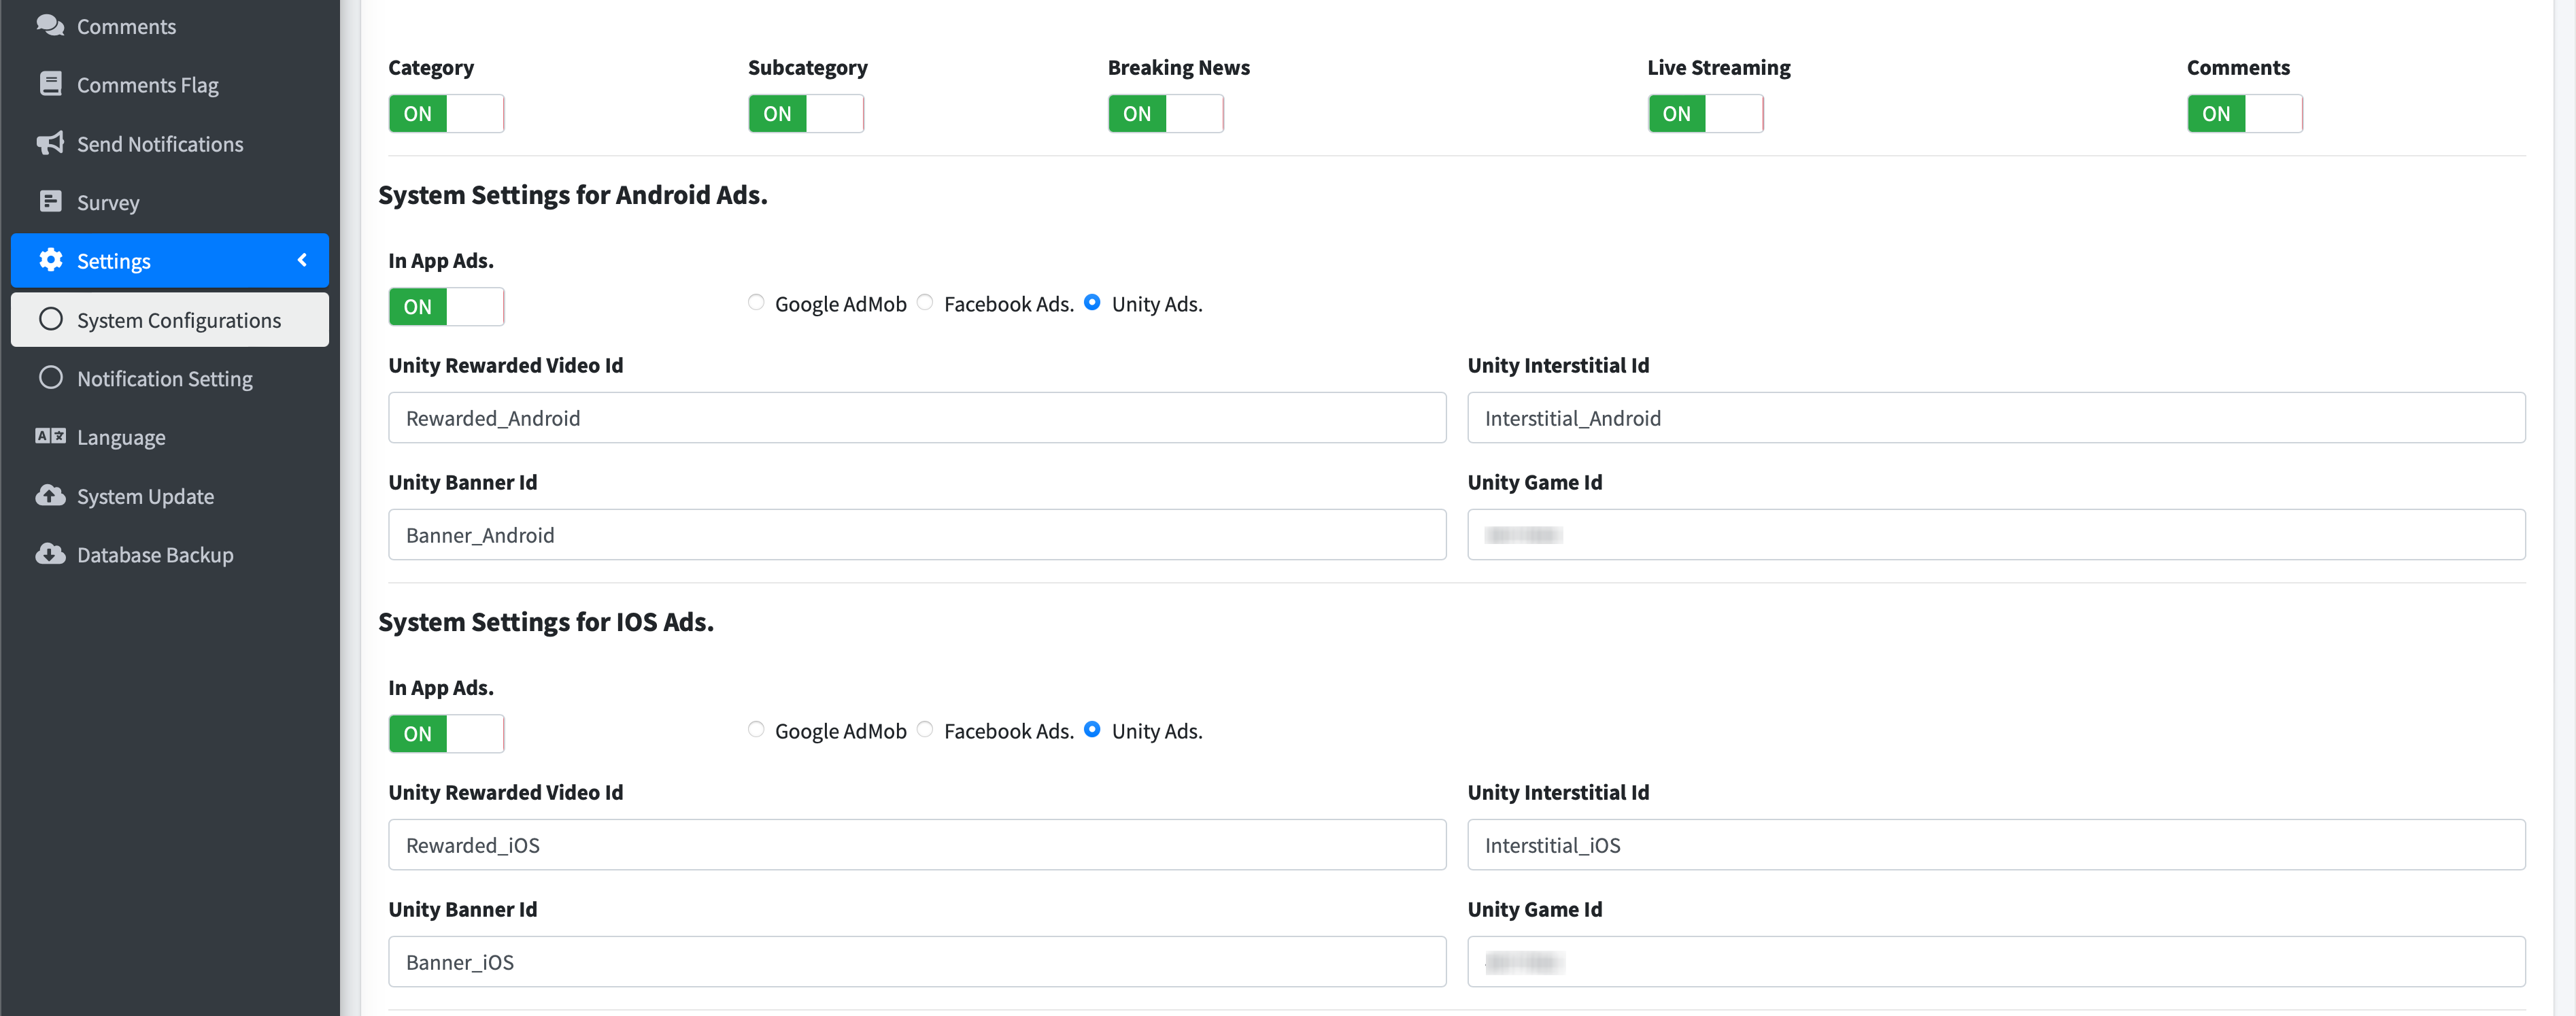 Comments
Comments Flag
Send Notifications
Survey
Settings
System Configurations
Notification Setting
Language
System Update
Database Backup
Category Subcategory Breaking News Live Streaming Comments
ON ON ON ON ON
System Settings for Android Ads.
In App Ads.
ON Google AdMob Facebook Ads. Unity Ads.
Unity Rewarded Video Id Unity Interstitial Id
Rewarded_Android Interstitial_Android
Unity Banner Id Unity Game Id
Banner_Android
System Settings for IOS Ads.
In App Ads.
ON Google AdMob Facebook Ads. Unity Ads.
Unity Rewarded Video Id Unity Interstitial Id
Rewarded_iOS Interstitial_iOS
Unity Banner Id Unity Game Id
Banner_iOS